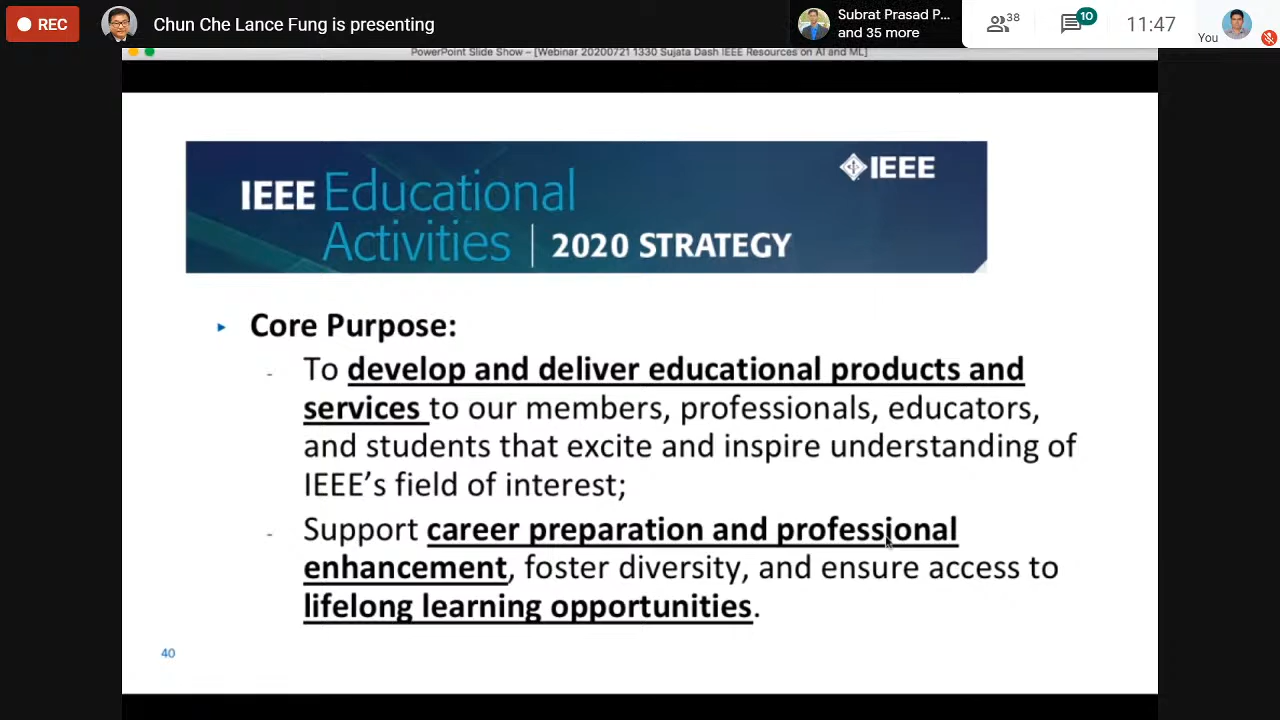 REC
Chun Che Lance Fung is presenting
Subrat Prasad P...
and 35 more
38
10
11:47
You
PowerPoint Slide Show – [Webinar 20200721 1330 Sujata Dash IEEE Resources on AI and ML]
IEEE
IEEE Educational
Activities | 2020 STRATEGY
Core Purpose:
- To develop and deliver educational products and
services to our members, professionals, educators,
and students that excite and inspire understanding of
IEEE’s field of interest;
- Support career preparation and professional
enhancement, foster diversity, and ensure access to
lifelong learning opportunities.
40